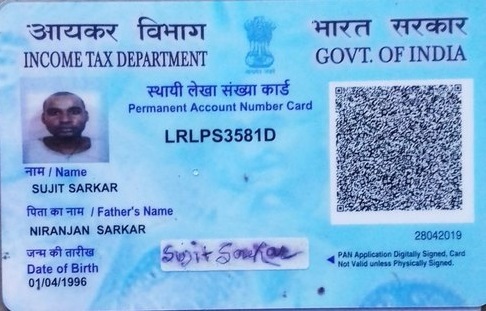 आयकर विभाग
INCOME TAX DEPARTMENT
भारत सरकार
GOVT. OF INDIA
स्थायी लेखा संख्या कार्ड
Permanent Account Number Card
LRLPS3581D
नाम / Name
SUJIT SARKAR
पिता का नाम / Father's Name
NIRANJAN SARKAR
जन्म की तारीख
Date of Birth
01/04/1996
Sujit Sarkar
28042019
PAN Application Digitally Signed, Card
Not Valid unless Physically Signed.